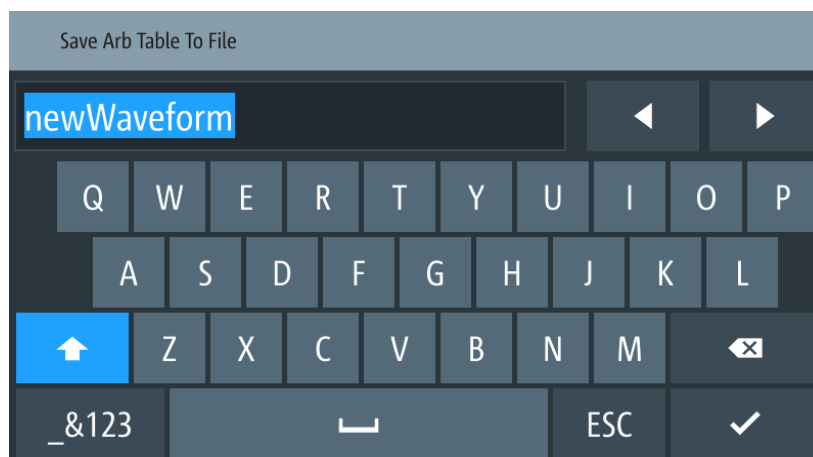 Save Arb Table To File
newWaveform
Q W E R T Y U I O P
A S D F G H J K L
Z X C V B N M
_&123 ESC